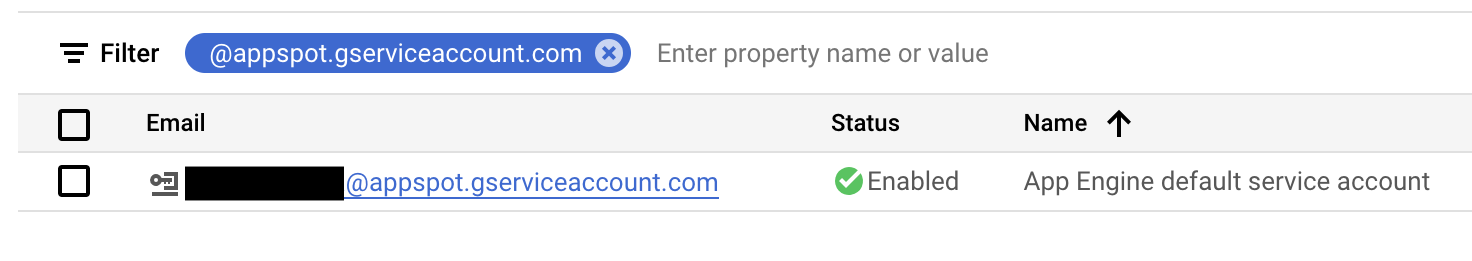 Filter @appspot.gserviceaccount.com Enter property name or value
Email Status Name
@appspot.gserviceaccount.com Enabled App Engine default service account